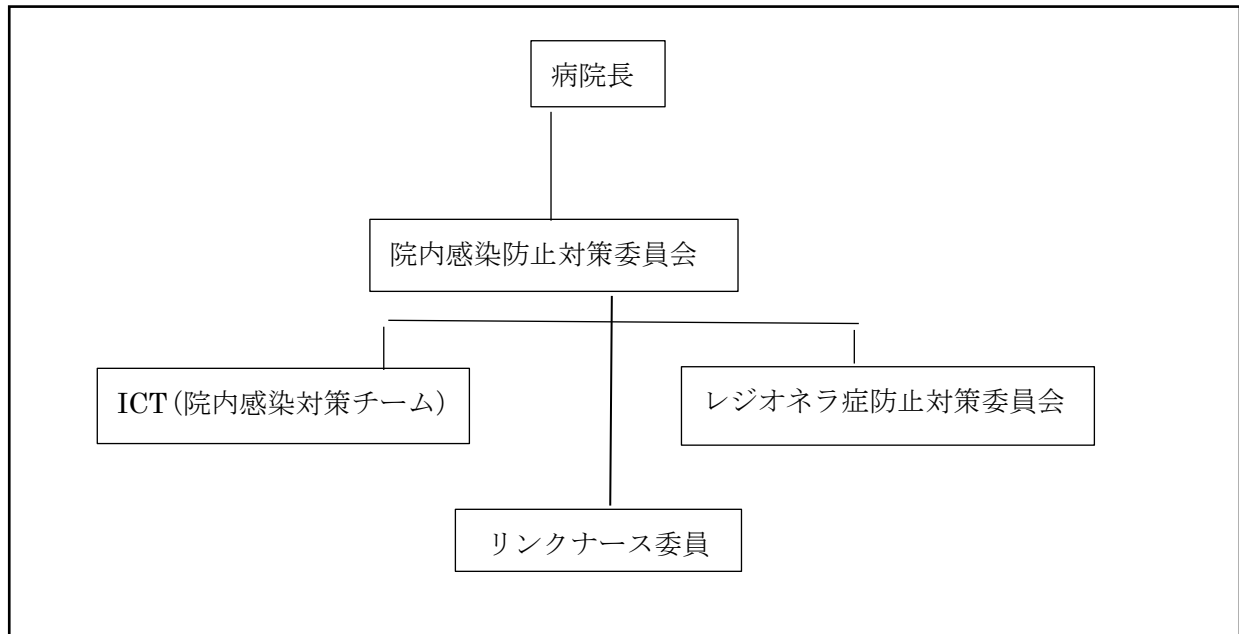 病院長
院内感染防止対策委員会
ICT(院内感染対策チーム)
レジオネラ症防止対策委員会
リンクナース委員